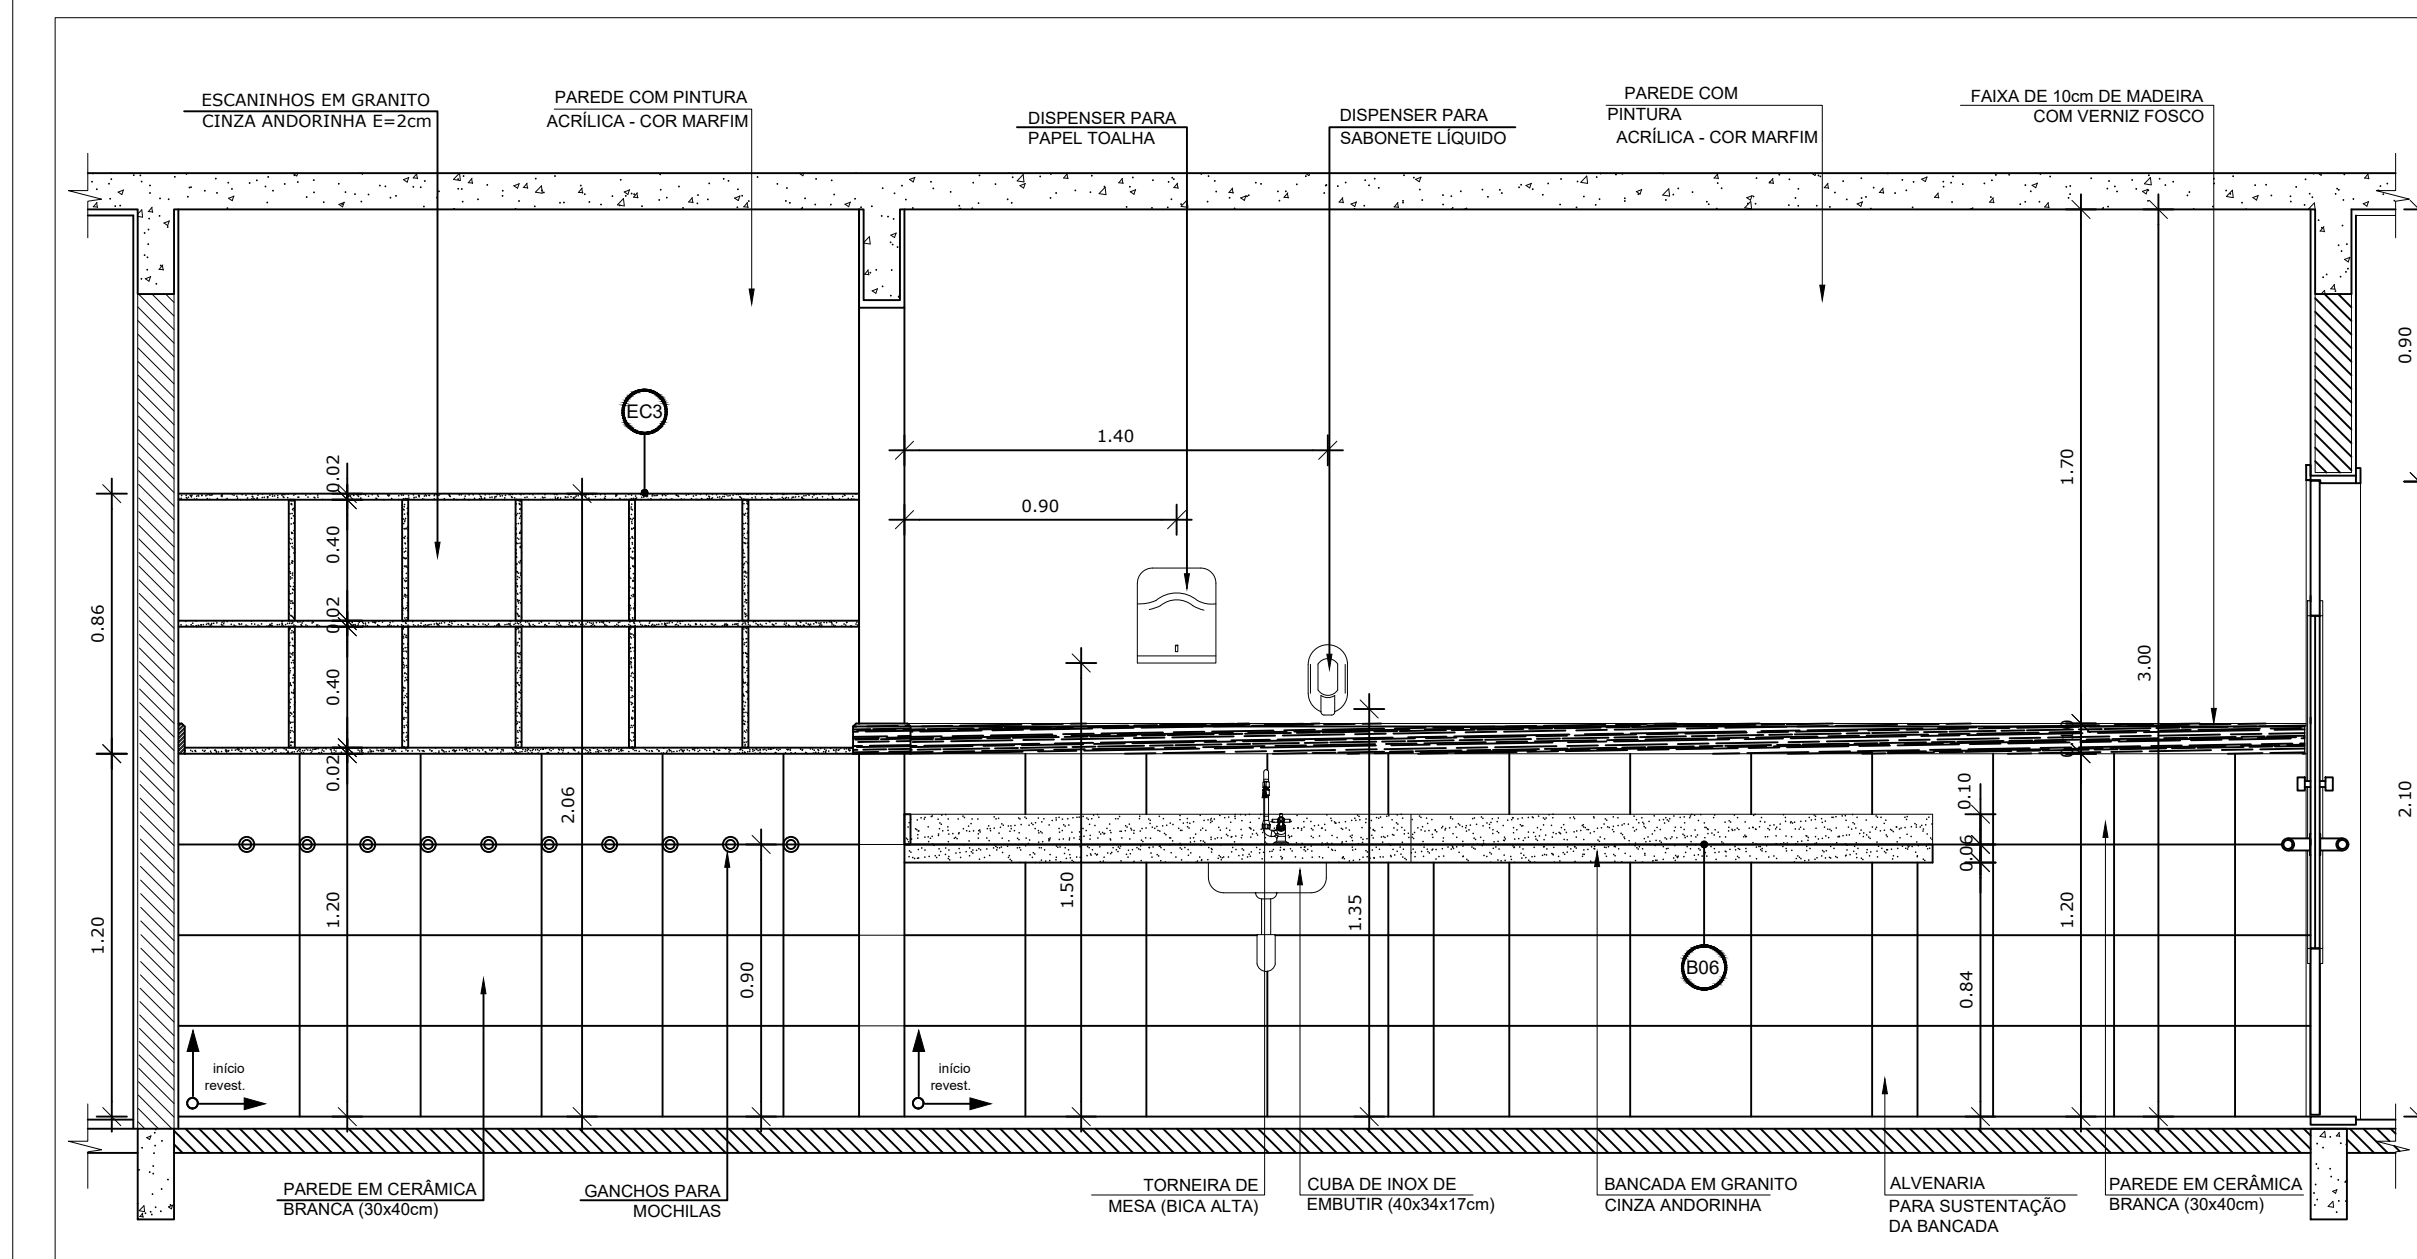 ESCANINHOS EM GRANITO
CINZA ANDORINHA E=2cm
PAREDE COM PINTURA
ACRÍLICA - COR MARFIM
DISPENSER PARA
PAPEL TOALHA
DISPENSER PARA
SABONETE LÍQUIDO
PAREDE COM
PINTURA
ACRÍLICA - COR MARFIM
FAIXA DE 10cm DE MADEIRA
COM VERNIZ FOSCO
0.90
EC3
1.40
0.90
1.70
0.02
0.40
0.02
0.86
0.40
3.00
0.02
2.06
0.10
0.06
2.10
1.20
1.20
1.50
1.35
1.20
0.90
B06
0.84
início
revest.
início
revest.
PAREDE EM CERÂMICA
BRANCA (30x40cm)
GANCHOS PARA
MOCHILAS
TORNEIRA DE
MESA (BICA ALTA)
CUBA DE INOX DE
EMBUTIR (40x34x17cm)
BANCADA EM GRANITO
CINZA ANDORINHA
ALVENARIA
PARA SUSTENTAÇÃO
DA BANCADA
PAREDE EM CERÂMICA
BRANCA (30x40cm)